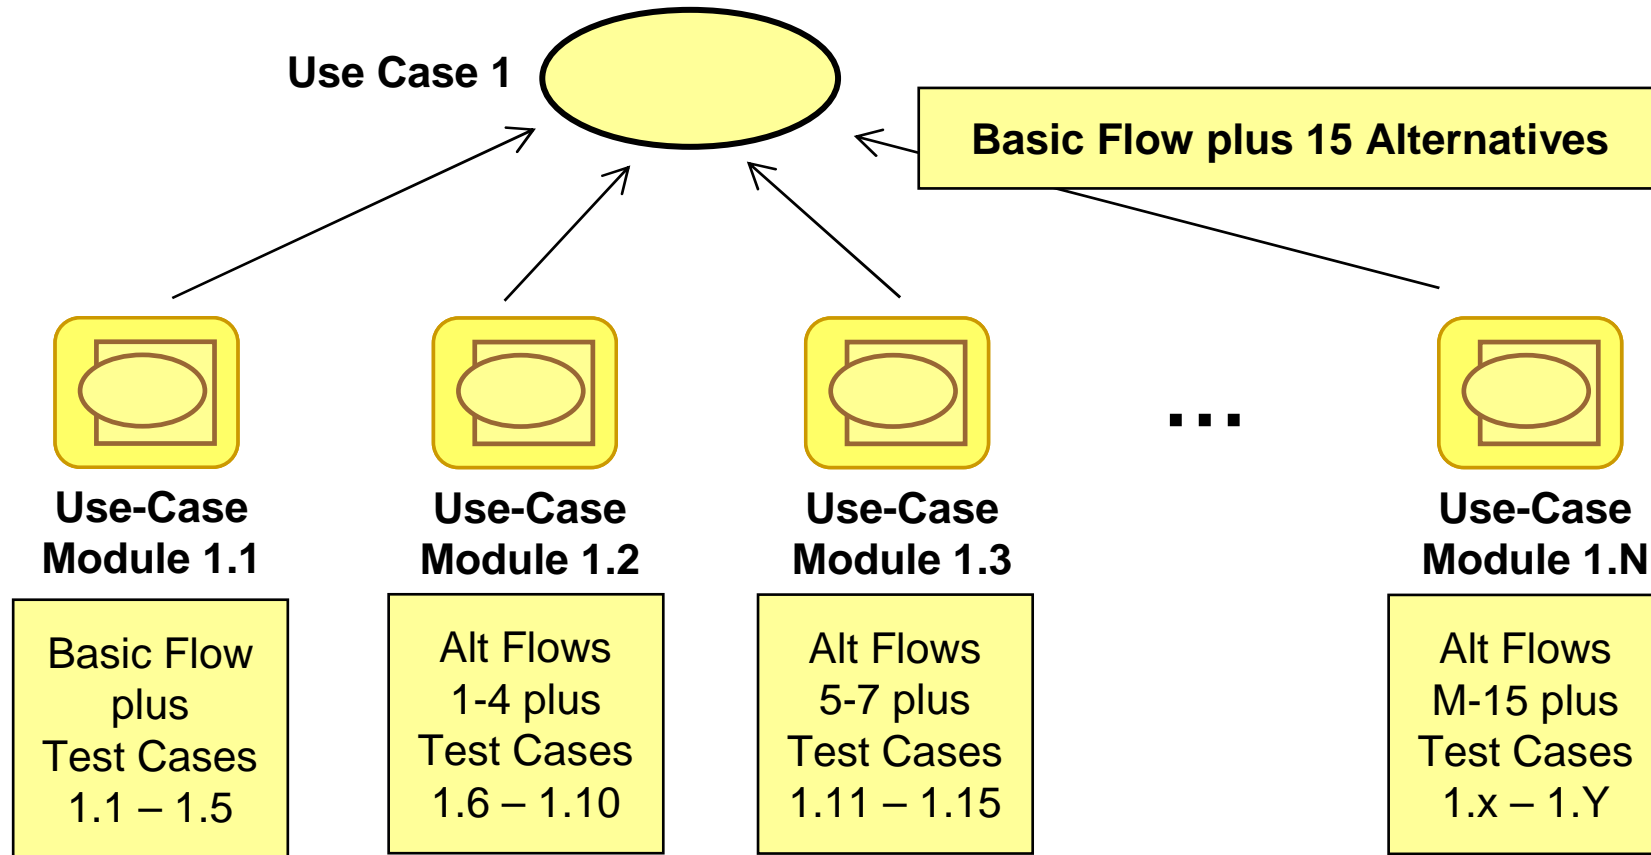 Use Case 1
Basic Flow plus 15 Alternatives
...
Use-Case
Module 1.1
Use-Case
Module 1.2
Use-Case
Module 1.3
Use-Case
Module 1.N
Basic Flow
plus
Test Cases
1.1 – 1.5
Alt Flows
1-4 plus
Test Cases
1.6 – 1.10
Alt Flows
5-7 plus
Test Cases
1.11 – 1.15
Alt Flows
M-15 plus
Test Cases
1.x – 1.Y